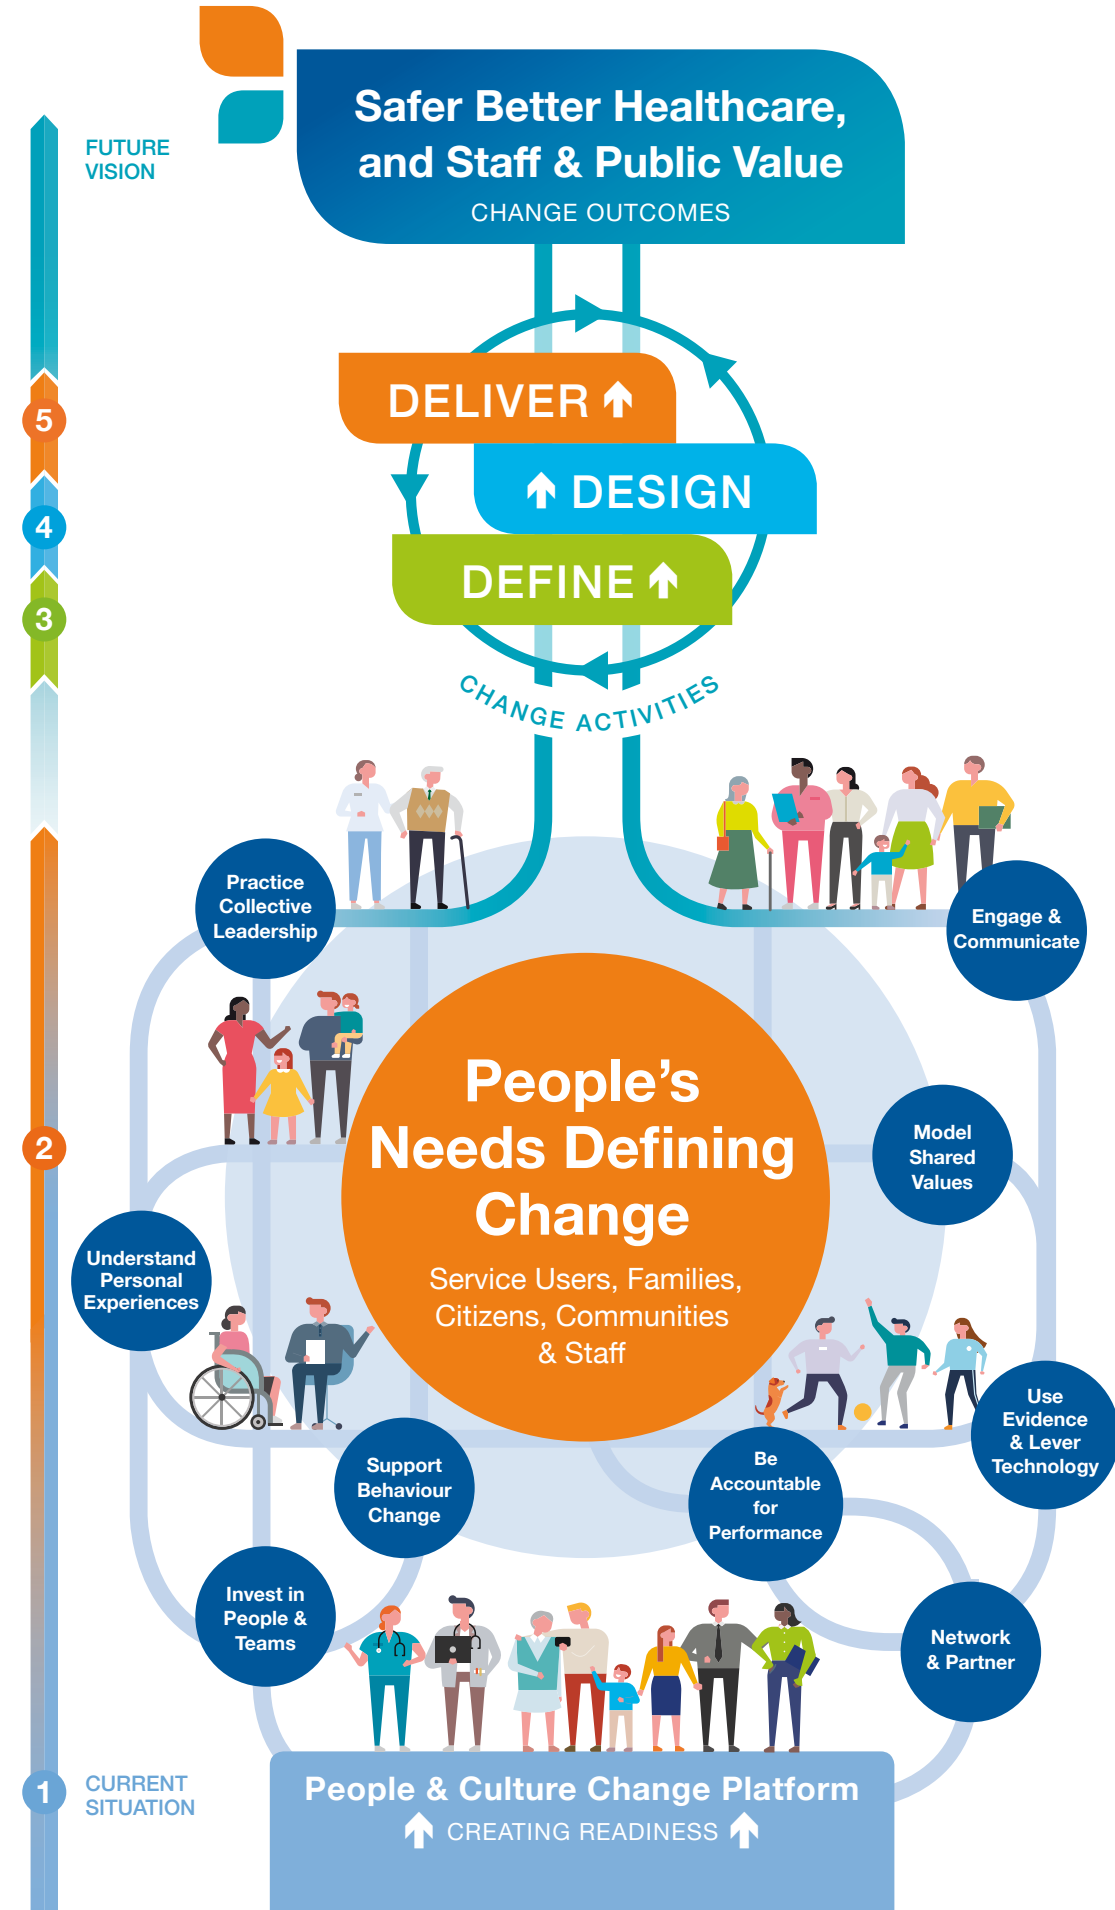 Safer Better Healthcare,
and Staff & Public Value
CHANGE OUTCOMES
FUTURE
VISION
DELIVER
5
DESIGN
4
DEFINE
3
CHANGE ACTIVITIES
Practice
Collective
Leadership
Engage &
Communicate
People’s
Needs Defining
Change
Service Users, Families,
Citizens, Communities
& Staff
2
Model
Shared
Values
Understand
Personal
Experiences
Use
Evidence
& Lever
Technology
Support
Behaviour
Change
Be
Accountable
for
Performance
Invest in
People &
Teams
Network
& Partner
1
CURRENT
SITUATION
People & Culture Change Platform
CREATING READINESS